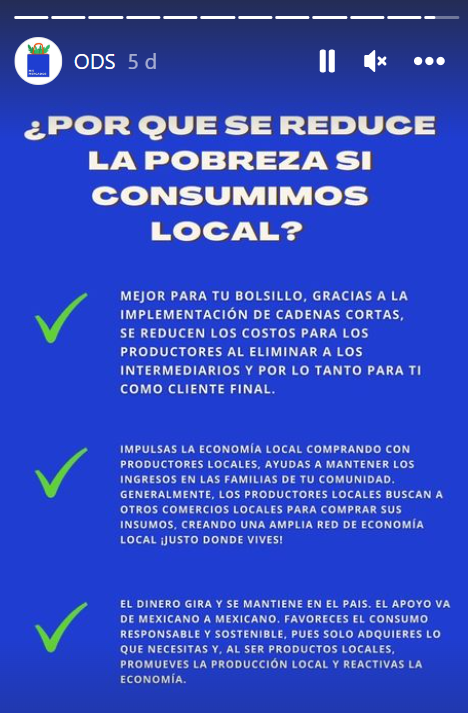 ODS 5 d
¿POR QUE SE REDUCE
LA POBREZA SI
CONSUMIMOS
LOCAL?
MEJOR PARA TU BOLSILLO, GRACIAS A LA
IMPLEMENTACIÓN DE CADENAS CORTAS,
SE REDUCEN LOS COSTOS PARA LOS
PRODUCTORES AL ELIMINAR A LOS
INTERMEDIARIOS Y POR LO TANTO PARA TI
COMO CLIENTE FINAL.
IMPULSAS LA ECONOMÍA LOCAL COMPRANDO CON
PRODUCTORES LOCALES, AYUDAS A MANTENER LOS
INGRESOS EN LAS FAMILIAS DE TU COMUNIDAD.
GENERALMENTE, LOS PRODUCTORES LOCALES BUSCAN A
OTROS COMERCIOS LOCALES PARA COMPRAR SUS
INSUMOS, CREANDO UNA AMPLIA RED DE ECONOMÍA
LOCAL ¡JUSTO DONDE VIVES!
EL DINERO GIRA Y SE MANTIENE EN EL PAIS. EL APOYO VA
DE MEXICANO A MEXICANO. FAVORECES EL CONSUMO
RESPONSABLE Y SOSTENIBLE, PUES SOLO ADQUIERES LO
QUE NECESITAS Y, AL SER PRODUCTOS LOCALES,
PROMUEVES LA PRODUCCIÓN LOCAL Y REACTIVAS LA
ECONOMÍA.